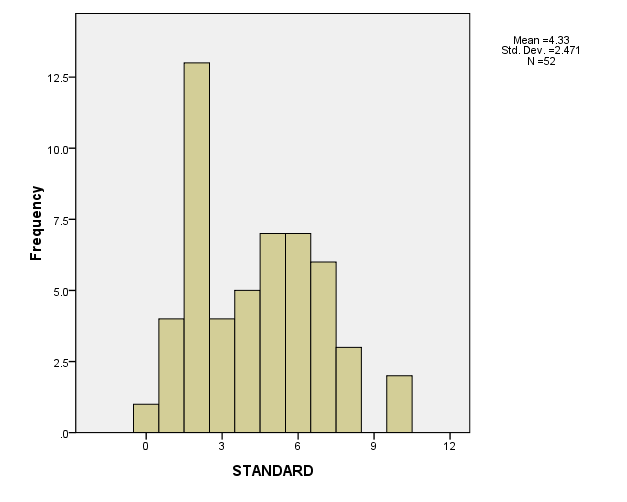 Mean =4.33
Std. Dev. =2.471
N =52
12.5
10.0
7.5
5.0
2.5
.0
Frequency
0 3 6 9 12
STANDARD